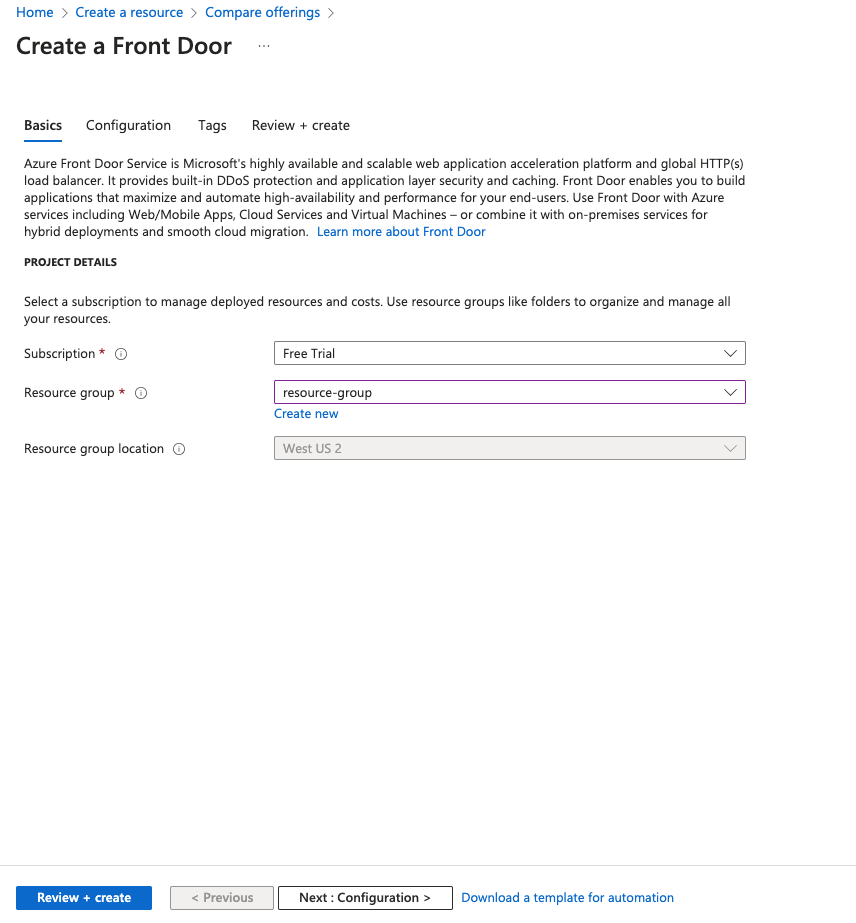 Home > Create a resource > Compare offerings >
Create a Front Door ...
Basics Configuration Tags Review + create
Azure Front Door Service is Microsoft's highly available and scalable web application acceleration platform and global HTTP(s)
load balancer. It provides built-in DDoS protection and application layer security and caching. Front Door enables you to build
applications that maximize and automate high-availability and performance for your end-users. Use Front Door with Azure
services including Web/Mobile Apps, Cloud Services and Virtual Machines – or combine it with on-premises services for
hybrid deployments and smooth cloud migration. Learn more about Front Door
PROJECT DETAILS
Select a subscription to manage deployed resources and costs. Use resource groups like folders to organize and manage all
your resources.
Subscription * Free Trial
Resource group * resource-group
Create new
Resource group location West US 2
Review + create < Previous Next : Configuration > Download a template for automation